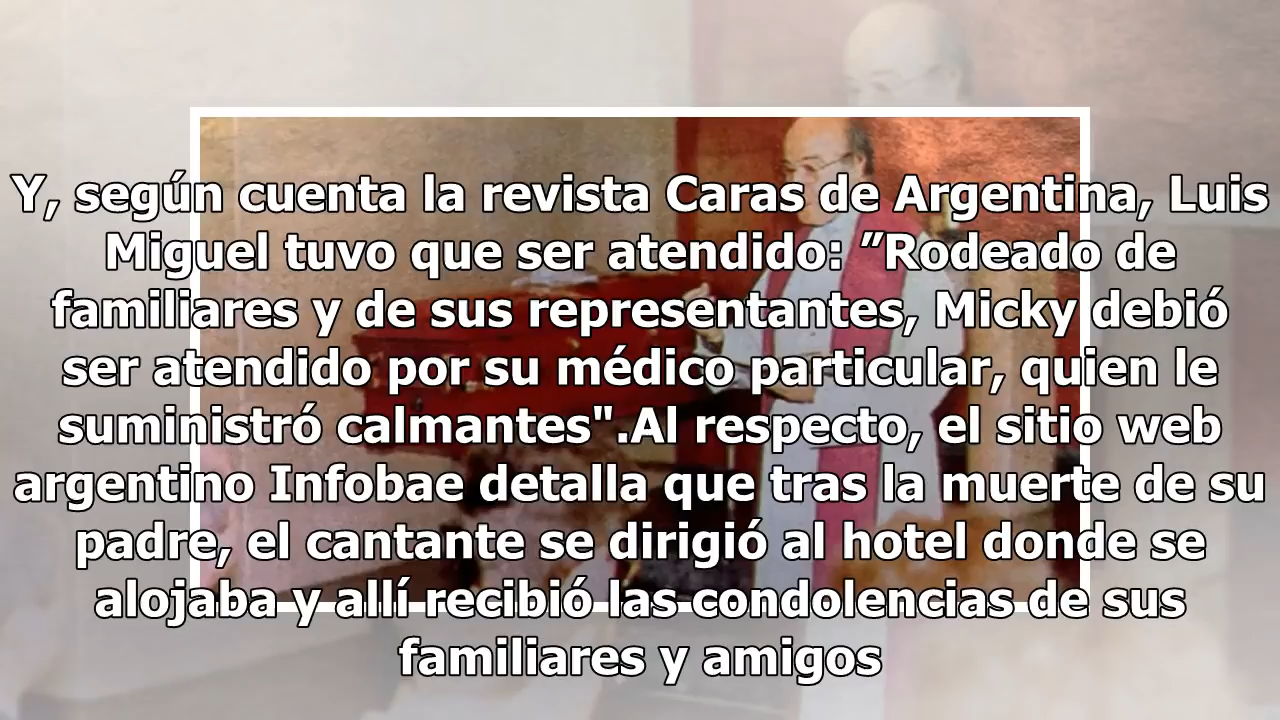 Y, según cuenta la revista Caras de Argentina, Luis
Miguel tuvo que ser atendido: ”Rodeado de
familiares y de sus representantes, Micky debió
ser atendido por su médico particular, quien le
suministró calmantes".Al respecto, el sitio web
argentino Infobae detalla que tras la muerte de su
padre, el cantante se dirigió al hotel donde se
alojaba y allí recibió las condolencias de sus
familiares y amigos